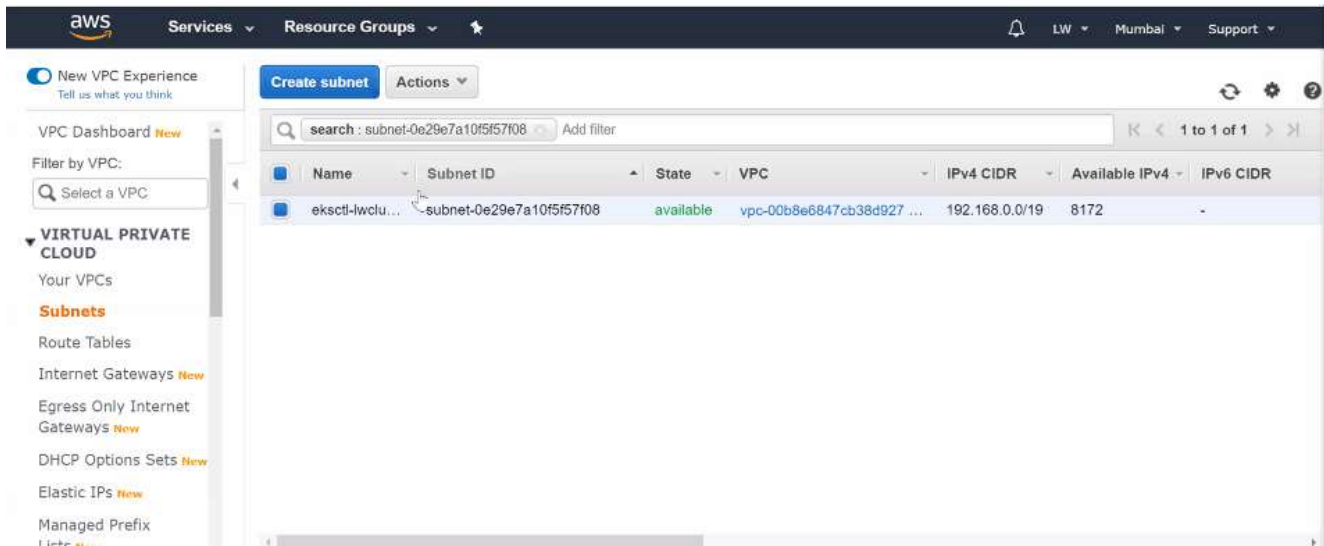 aws Services Resource Groups LW Mumbai Support
New VPC Experience
Tell us what you think
Create subnet Actions
VPC Dashboard New
search : subnet-0e29e7a10f5f57f08 Add filter
1 to 1 of 1
Filter by VPC:
Select a VPC
Name Subnet ID State VPC IPv4 CIDR Available IPv4 IPv6 CIDR
eksctl-lwclu... subnet-0e29e7a10f5f57f08 available vpc-00b8e6847cb38d927 ... 192.168.0.0/19 8172 -
VIRTUAL PRIVATE
CLOUD
Your VPCs
Subnets
Route Tables
Internet Gateways New
Egress Only Internet
Gateways New
DHCP Options Sets New
Elastic IPs New
Managed Prefix
Lists New